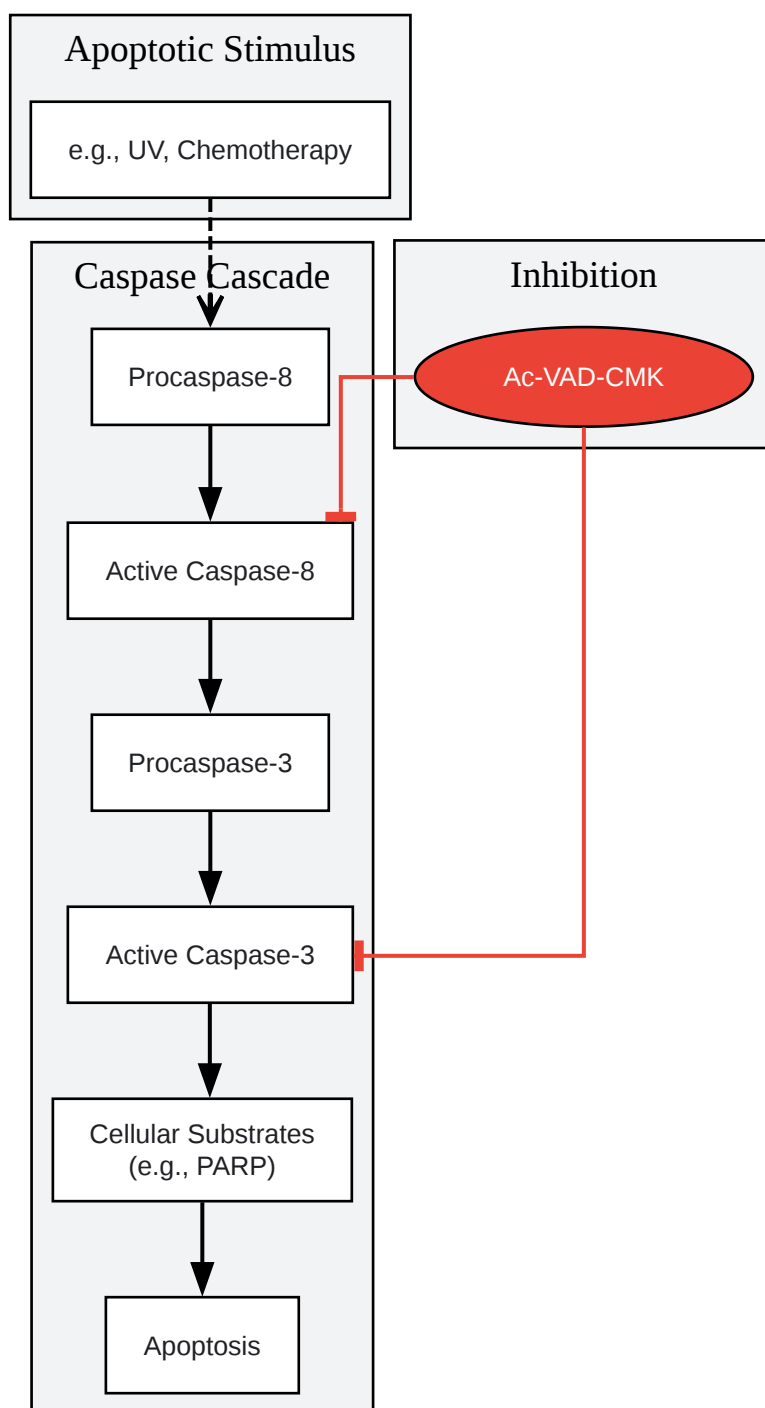 Apoptotic Stimulus
e.g., UV, Chemotherapy
Caspase Cascade
Inhibition
Procaspase-8
Ac-VAD-CMK
Active Caspase-8
Procaspase-3
Active Caspase-3
Cellular Substrates
(e.g., PARP)
Apoptosis